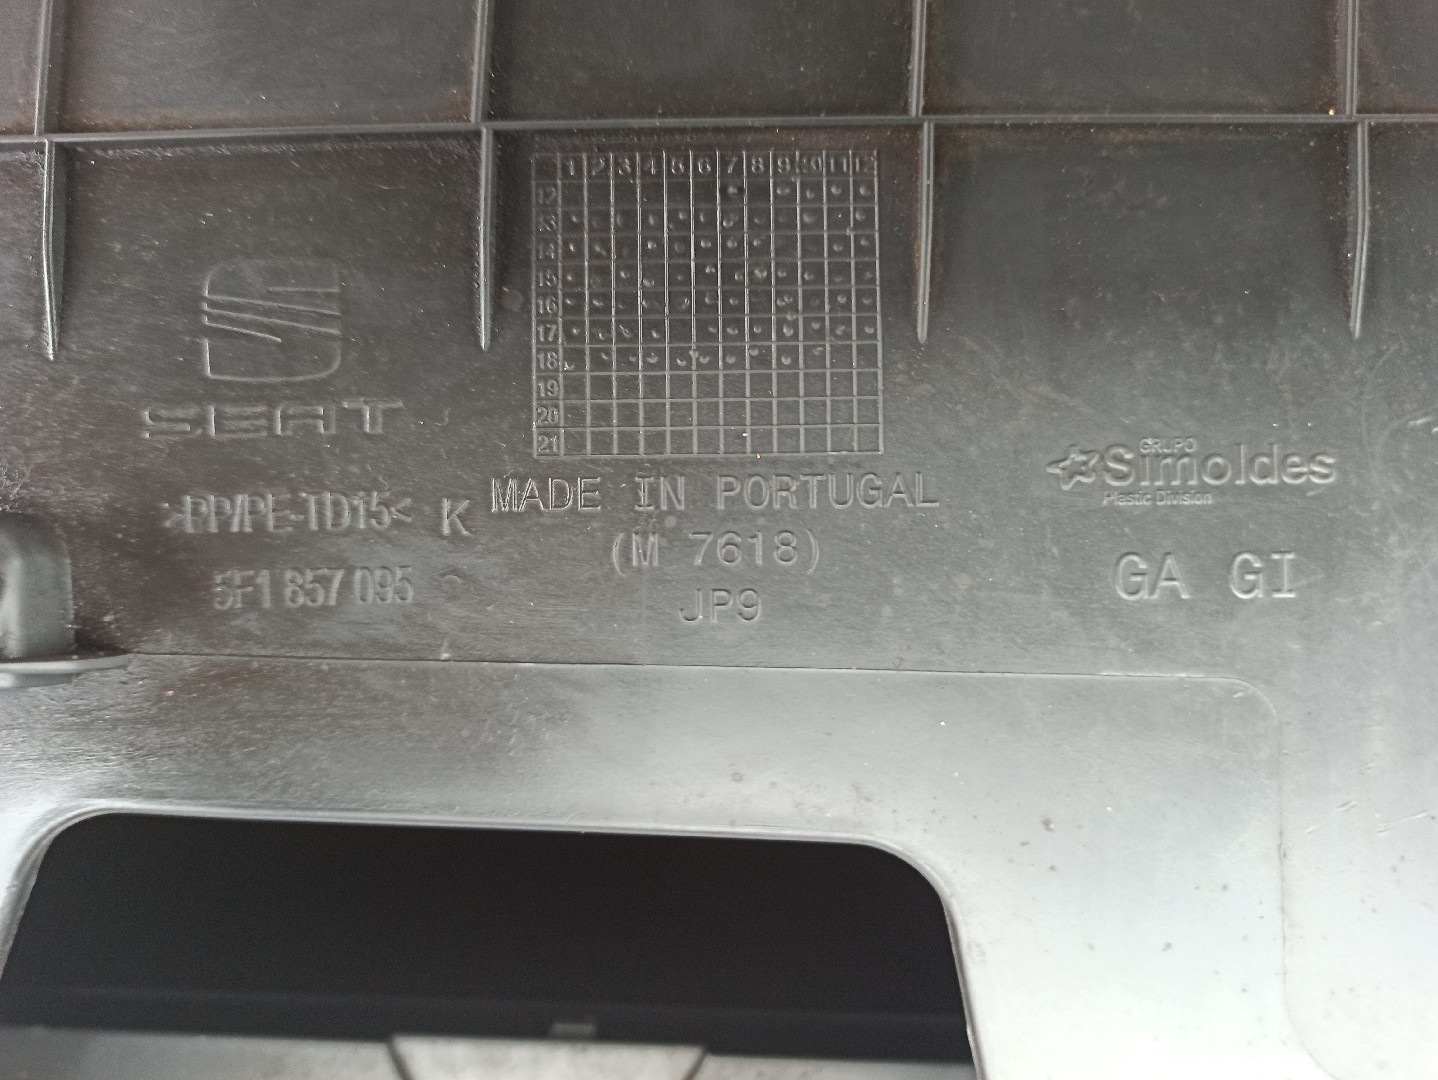 1 2 3 4 5 6 7 8 9 10 11 12
12
13
14
15
16
17
18
19
20
21
SEAT
GRUPO
Simoldes
Plastic Division
MADE IN PORTUGAL
>PP/PE-TD15< K
(M 7618)
GA GI
5F1 857 095
JP9